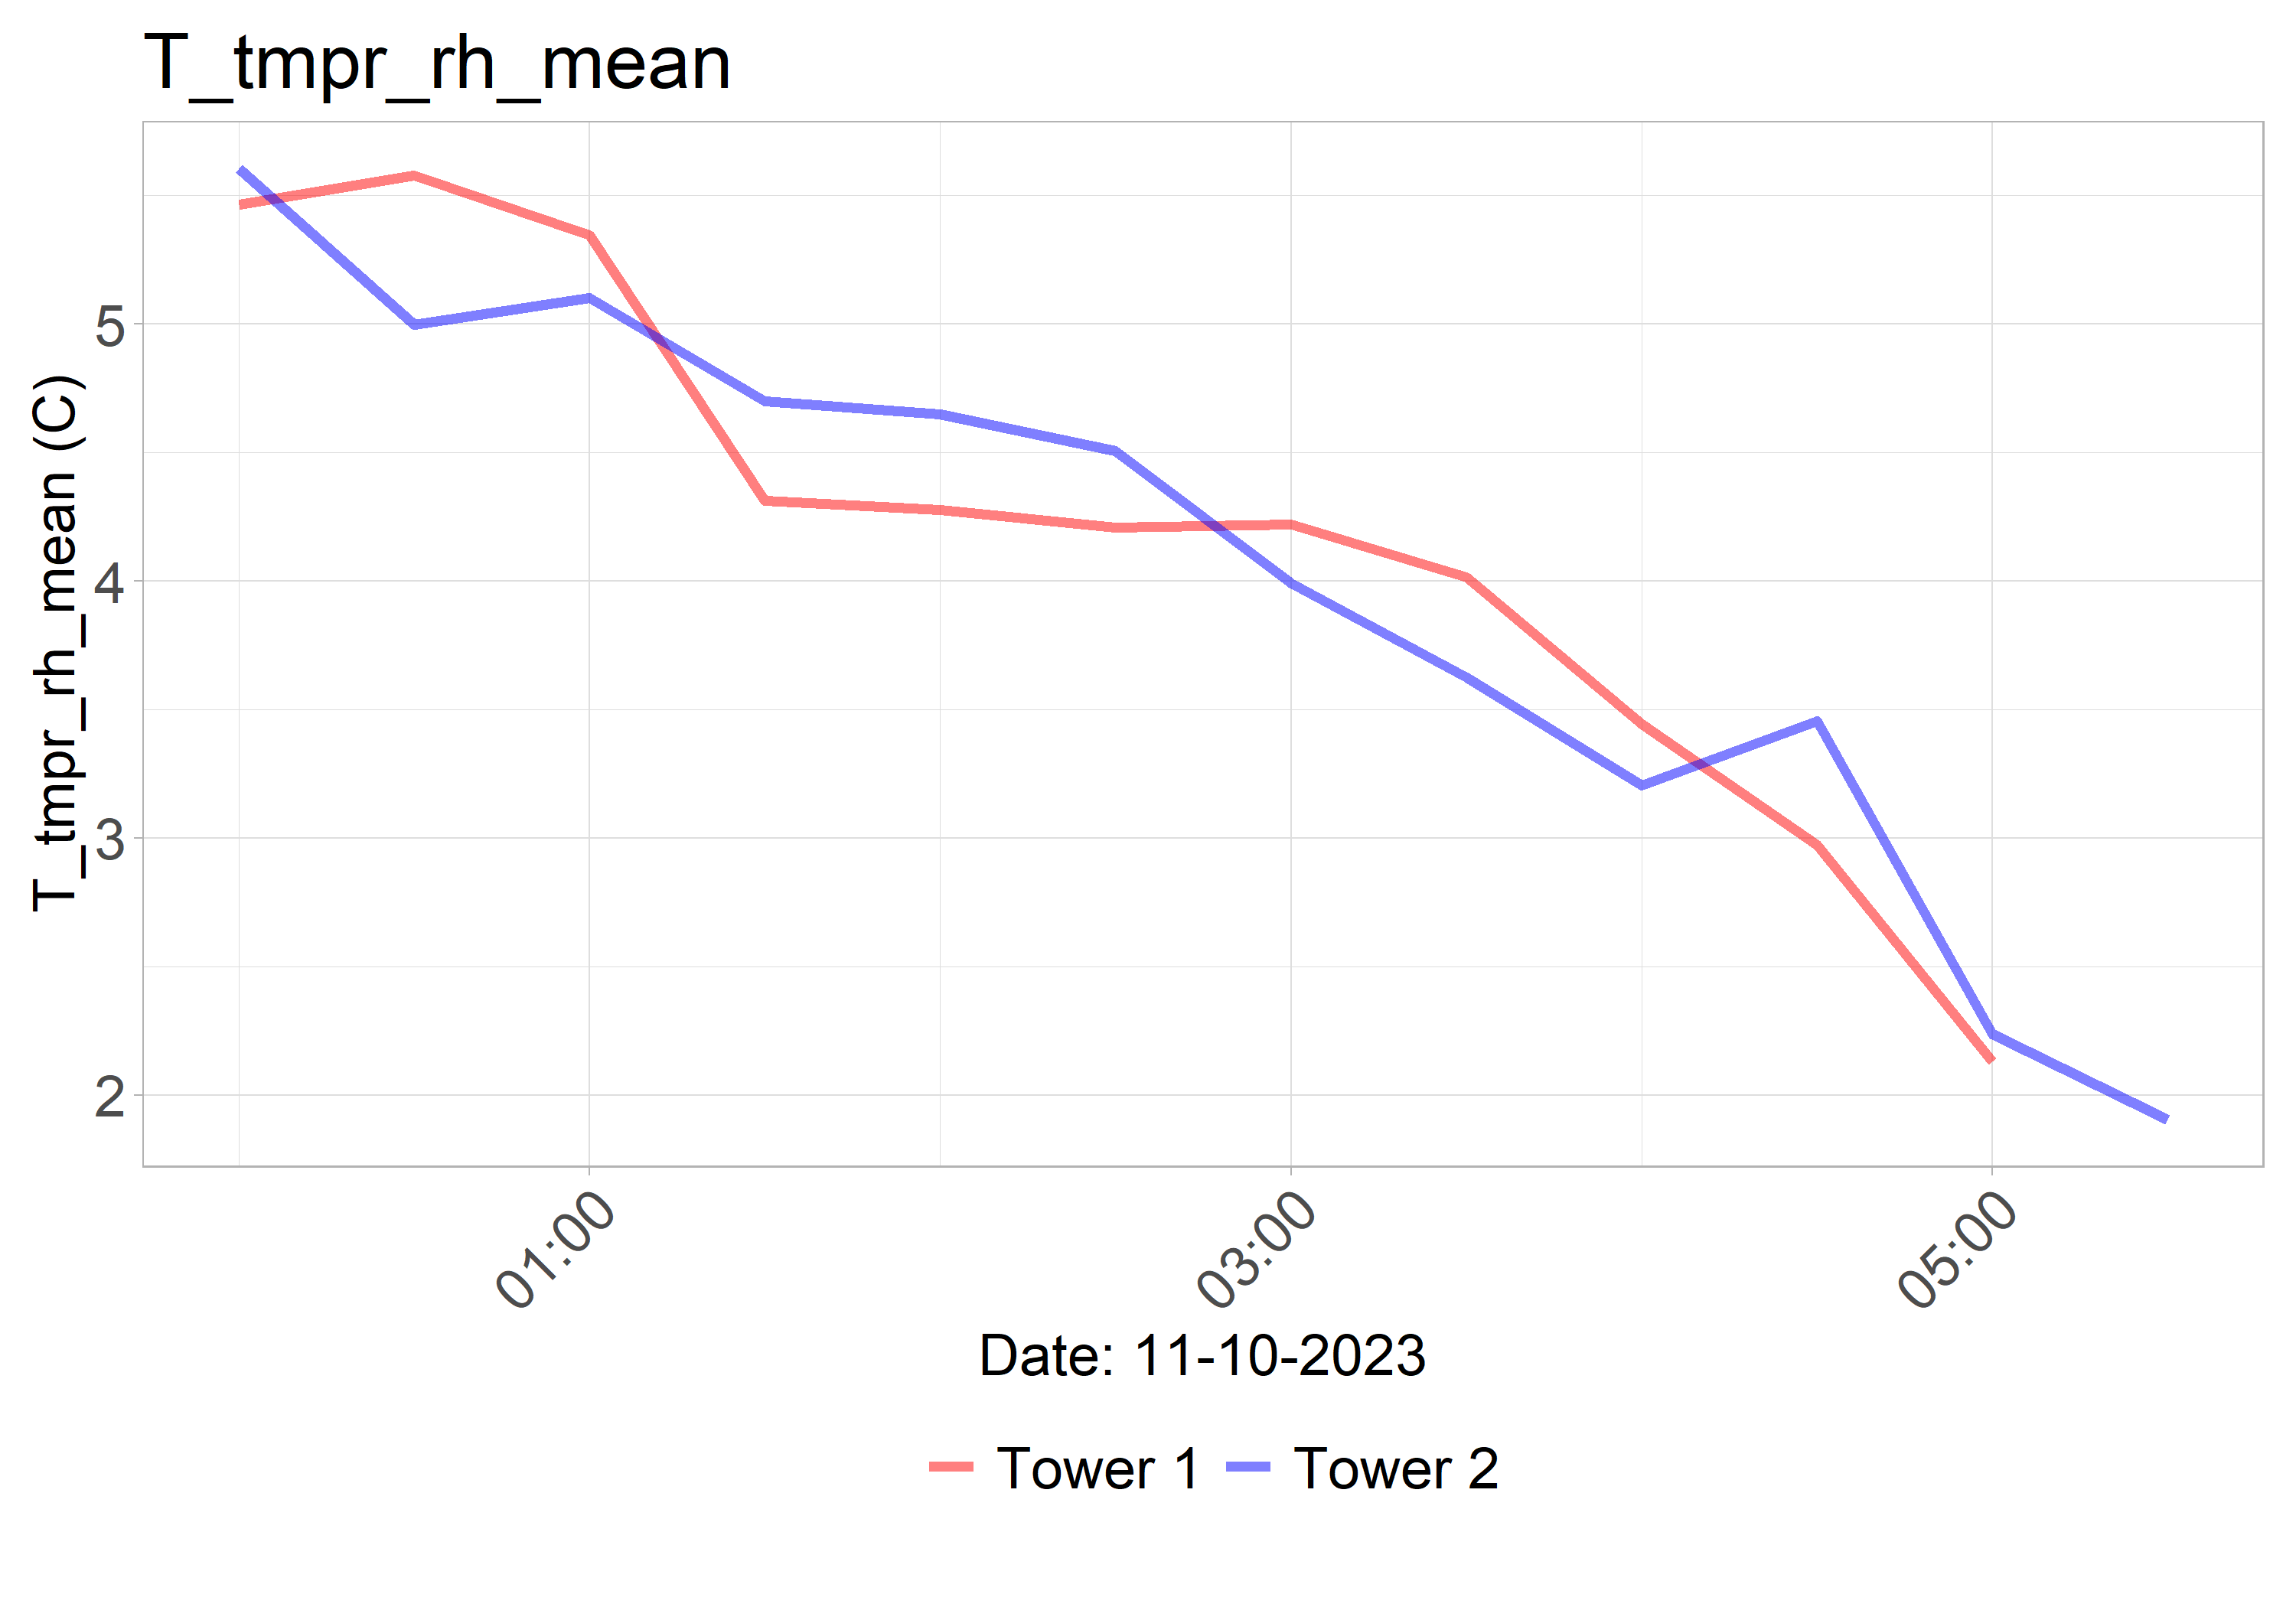 T_tmpr_rh_mean
T_tmpr_rh_mean (C)
5
4
3
2
01:00
03:00
05:00
Date: 11-10-2023
Tower 1
Tower 2